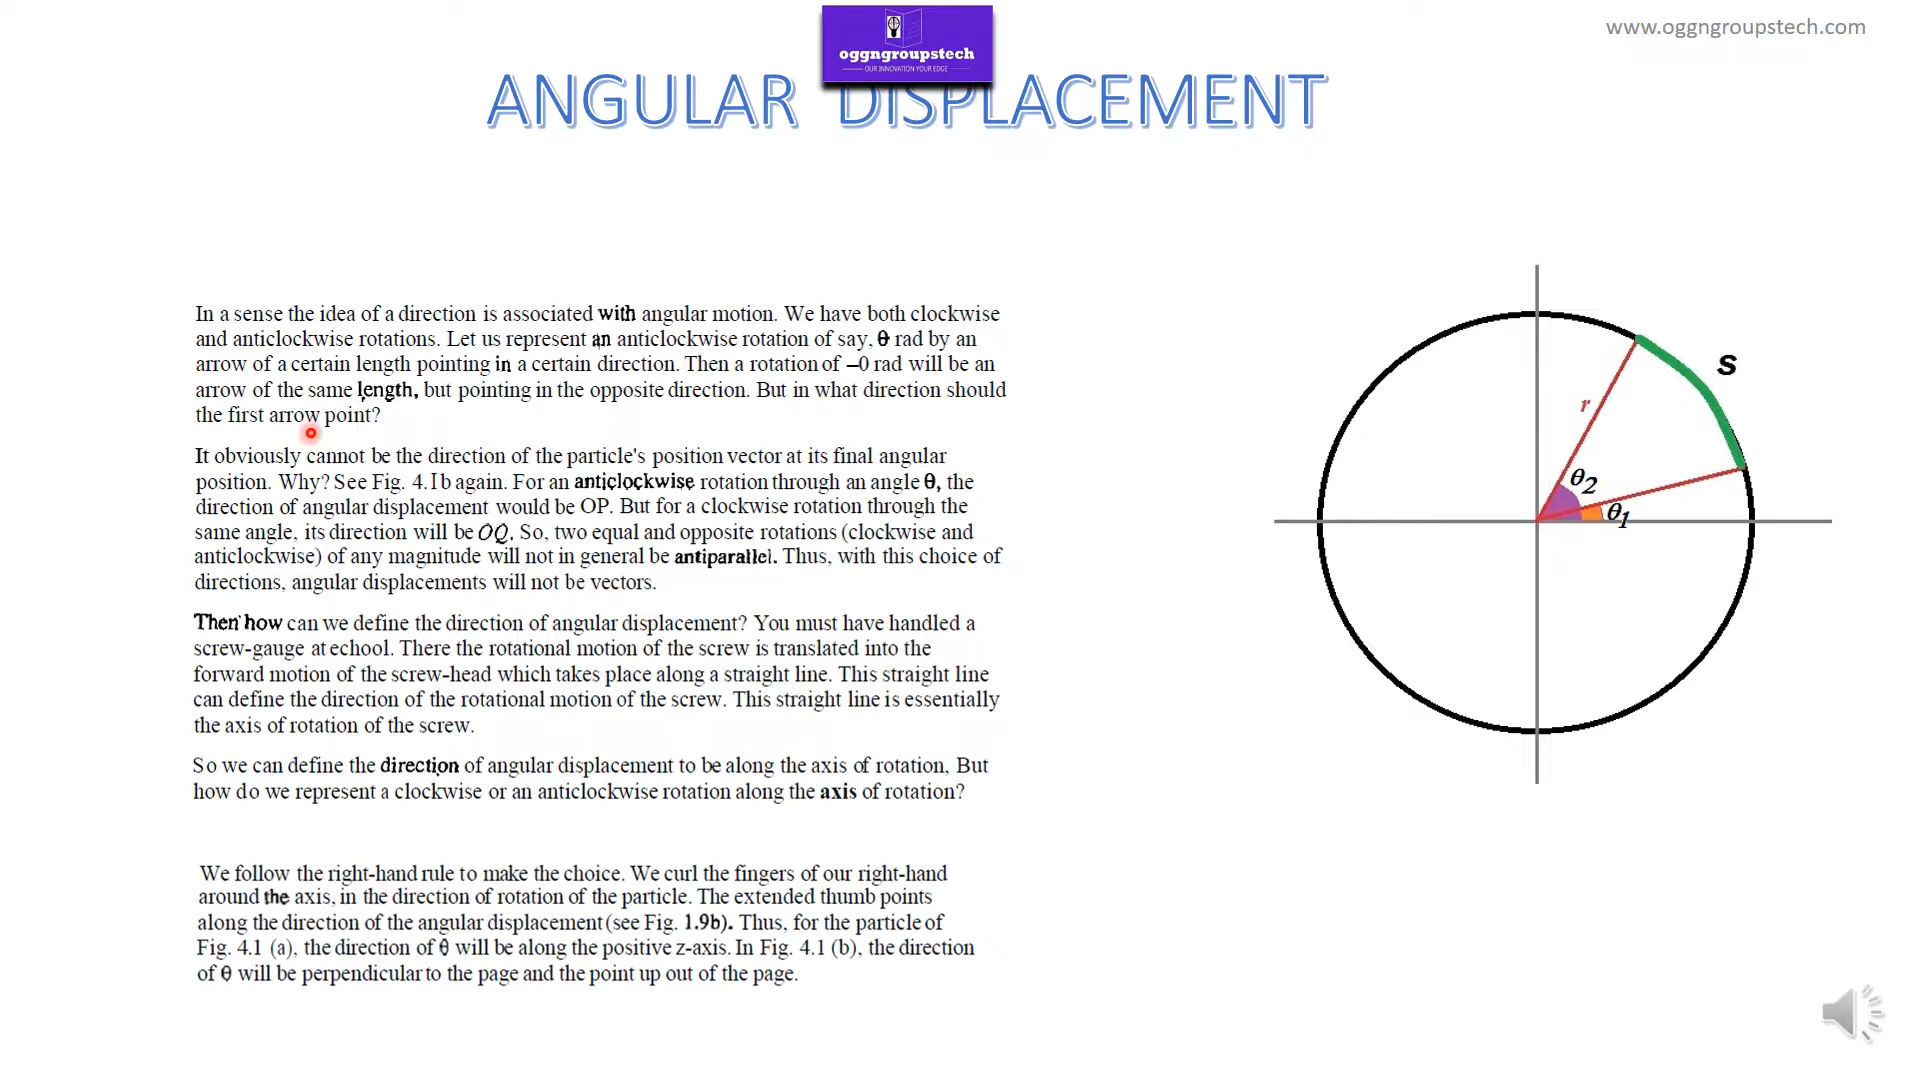 oggngroupstech
OUR INNOVATION YOUR EDGE
www.oggngroupstech.com
ANGULAR DISPLACEMENT
In a sense the idea of a direction is associated with angular motion. We have both clockwise
and anticlockwise rotations. Let us represent an anticlockwise rotation of say, θ rad by an
arrow of a certain length pointing in a certain direction. Then a rotation of –0 rad will be an
arrow of the same length, but pointing in the opposite direction. But in what direction should
the first arrow point?
It obviously cannot be the direction of the particle's position vector at its final angular
position. Why? See Fig. 4.I b again. For an anticlockwise rotation through an angle θ, the
direction of angular displacement would be OP. But for a clockwise rotation through the
same angle, its direction will be OQ. So, two equal and opposite rotations (clockwise and
anticlockwise) of any magnitude will not in general be antiparallel. Thus, with this choice of
directions, angular displacements will not be vectors.
Then how can we define the direction of angular displacement? You must have handled a
screw-gauge at echool. There the rotational motion of the screw is translated into the
forward motion of the screw-head which takes place along a straight line. This straight line
can define the direction of the rotational motion of the screw. This straight line is essentially
the axis of rotation of the screw.
So we can define the direction of angular displacement to be along the axis of rotation, But
how do we represent a clockwise or an anticlockwise rotation along the axis of rotation?
We follow the right-hand rule to make the choice. We curl the fingers of our right-hand
around the axis, in the direction of rotation of the particle. The extended thumb points
along the direction of the angular displacement (see Fig. 1.9b). Thus, for the particle of
Fig. 4.1 (a), the direction of θ will be along the positive z-axis. In Fig. 4.1 (b), the direction
of θ will be perpendicular to the page and the point up out of the page.
s
r
θ2
θ1